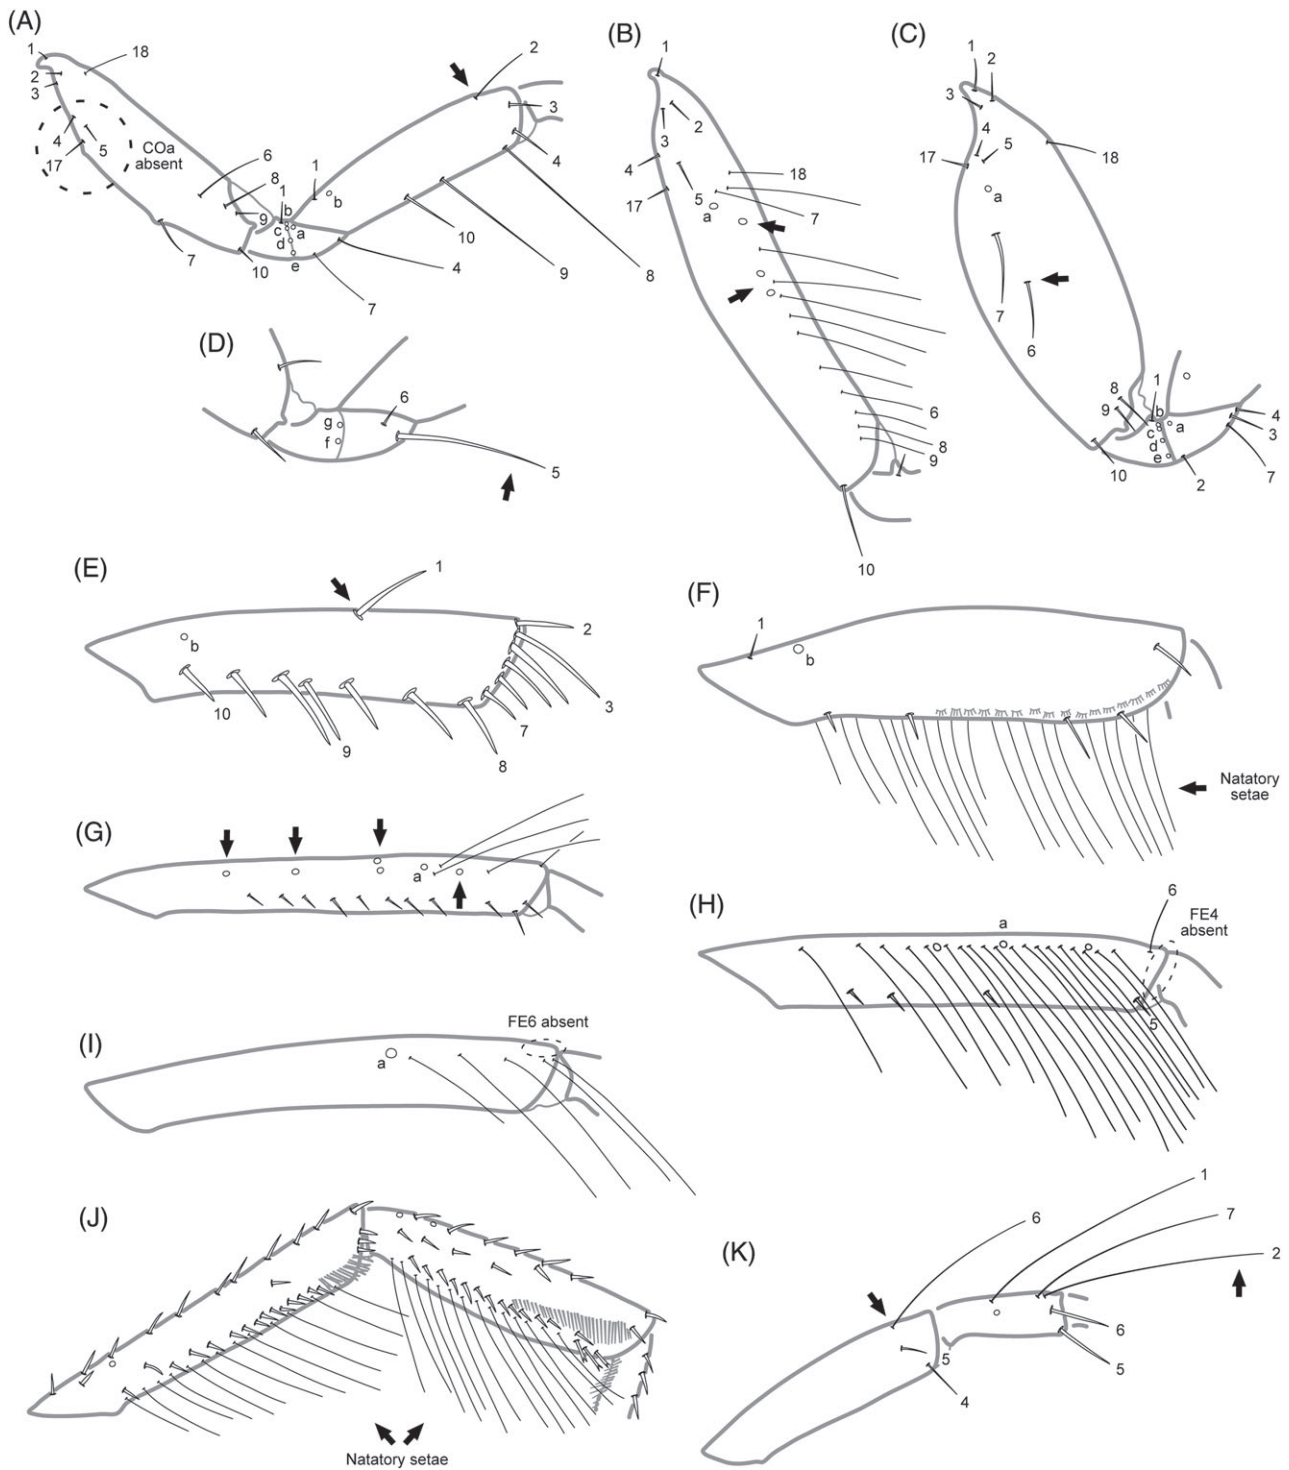 (A)
1
2
3
4
17
5
18
COa
absent
6
8
9
7
10
1
b
c
a
d
e
1
b
2
3
4
10
9
8
4
7
(B)
1
2
3
4
17
5
18
7
a
6
8
9
10
(C)
1
2
3
4
5
17
18
a
7
6
8
1
9
b
c
a
d
e
10
2
4
3
7
(D)
g
f
6
5
(E)
1
b
2
3
10
9
7
8
(F)
1
b
Natatory
setae
(G)
a
(H)
a
6
FE4
absent
5
(I)
FE6 absent
a
(J)
Natatory setae
(K)
6
1
7
2
5
4
6
5